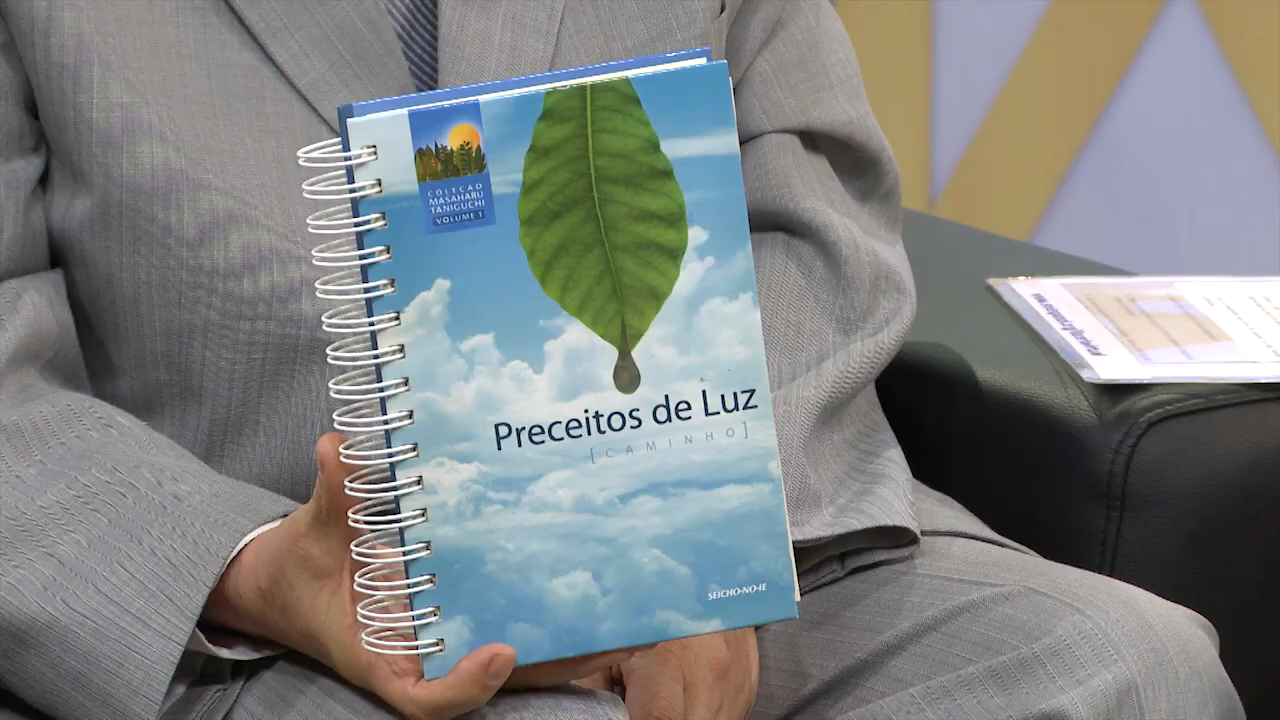 COLEÇÃO
MASAHARU
TANIGUCHI
VOLUME 1
Preceitos de Luz
[CAMINHO]
SEICHO-NO-IE